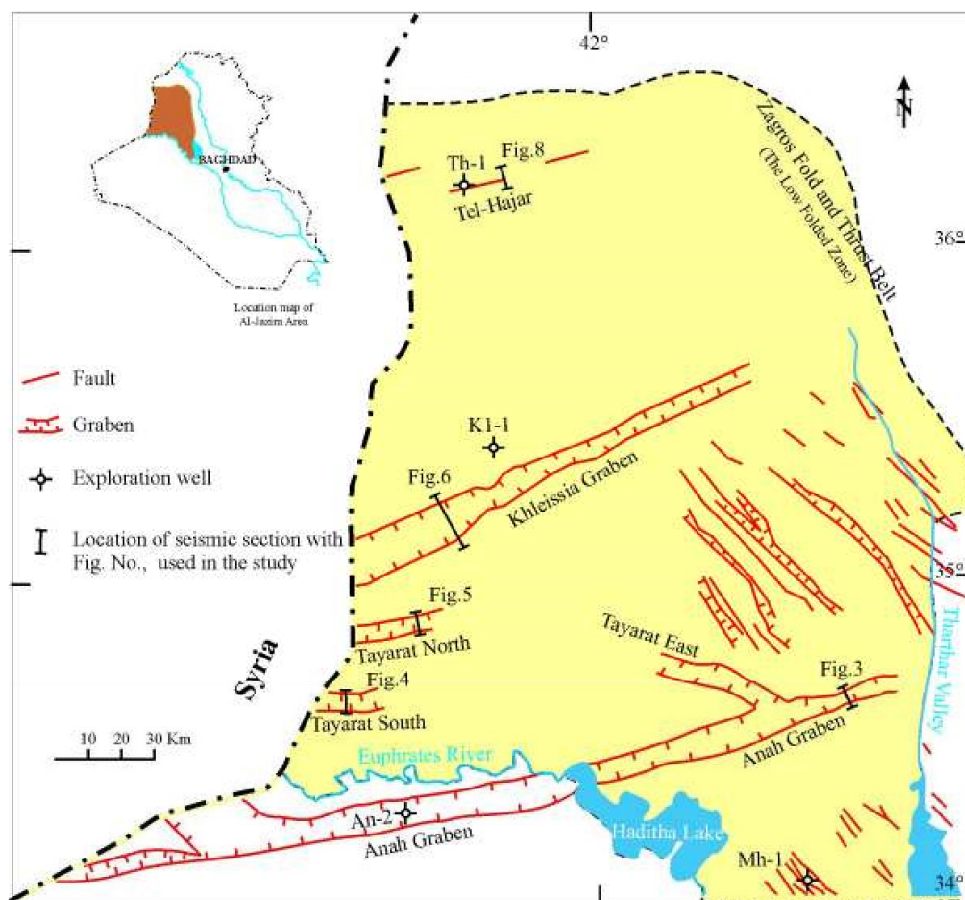 42°
N
BAGHDAD
Location map of
Al-Jazim Area
Th-1
Fig.8
Tel-Hajar
Zagros Fold and Thrust Belt
(The Low Folded Zone)
36°
Fault
Graben
Exploration well
Location of seismic section with
Fig. No., used in the study
K1-1
Fig.6
Khleissia Graben
35°
Fig.5
Tayarat North
Tayarat East
Fig.3
Fig.4
Tayarat South
Syria
Tharthar Valley
10 20 30 Km
Euphrates River
Anah Graben
An-2
Anah Graben
Haditha Lake
Mh-1
34°